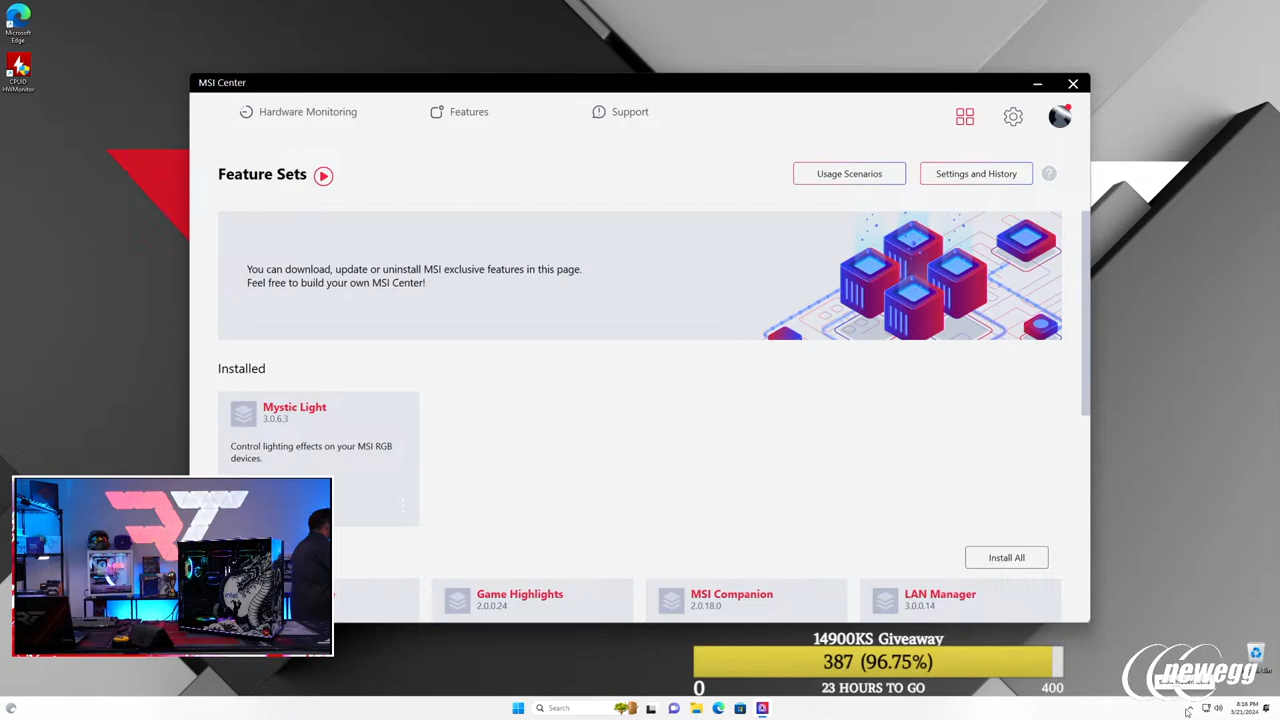 Microsoft
Edge
CPUID
HWMonitor
MSI Center
Hardware Monitoring
Features
Support
Feature Sets
Usage Scenarios
Settings and History
?
You can download, update or uninstall MSI exclusive features in this page.
Feel free to build your own MSI Center!
Installed
Mystic Light
3.0.6.3
Control lighting effects on your MSI RGB
devices.
Install All
Game Highlights
2.0.0.24
MSI Companion
2.0.18.0
LAN Manager
3.0.0.14
intel
14900KS Giveaway
387 (96.75%)
0
23 HOURS TO GO
400
newegg
Search
8:16 PM
3/21/2024